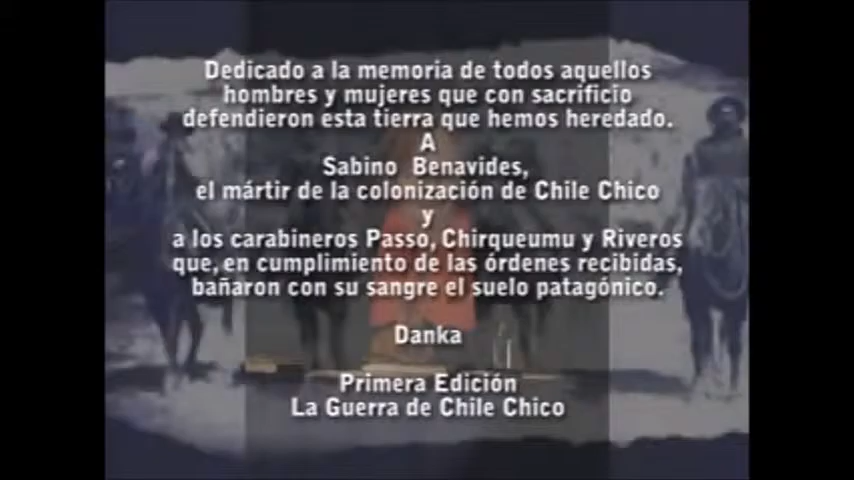 Dedicado a la memoria de todos aquellos
hombres y mujeres que con sacrificio
defendieron esta tierra que hemos heredado.
A
Sabino Benavides,
el mártir de la colonización de Chile Chico
y
a los carabineros Passo, Chirqueumu y Riveros
que, en cumplimiento de las órdenes recibidas,
bañaron con su sangre el suelo patagónico.
Danka
Primera Edición
La Guerra de Chile Chico